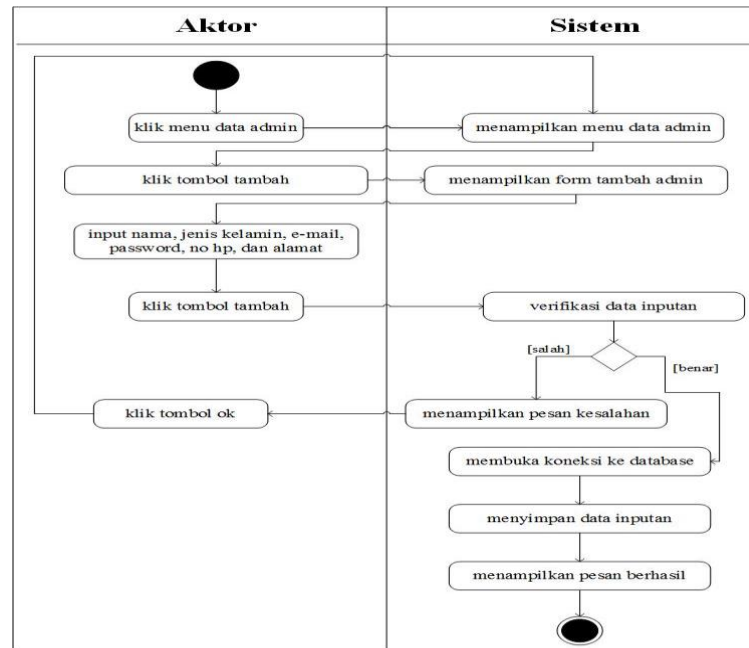 Aktor
Sistem
klik menu data admin
menampilkan menu data admin
klik tombol tambah
menampilkan form tambah admin
input nama, jenis kelamin, e-mail,
password, no hp, dan alamat
klik tombol tambah
verifikasi data inputan
[salah]
[benar]
klik tombol ok
menampilkan pesan kesalahan
membuka koneksi ke database
menyimpan data inputan
menampilkan pesan berhasil